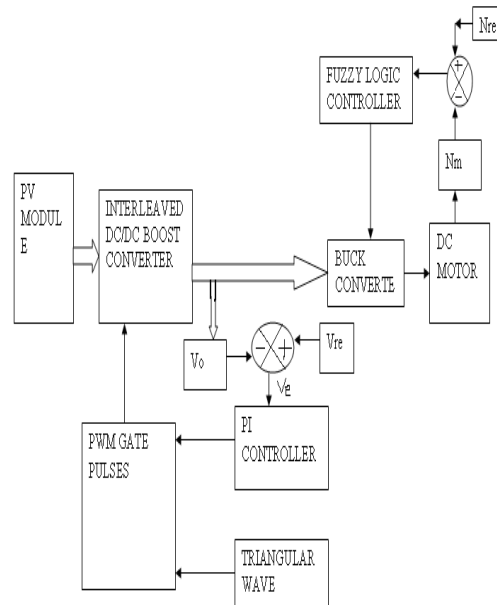 Nre
FUZZY LOGIC
CONTROLLER
+
-
Nm
PV
MODUL
E
INTERLEAVED
DC/DC BOOST
CONVERTER
BUCK
CONVERTE
DC
MOTOR
Vo
- +
Vre
Ve
PWM GATE
PULSES
PI
CONTROLLER
TRIANGULAR
WAVE